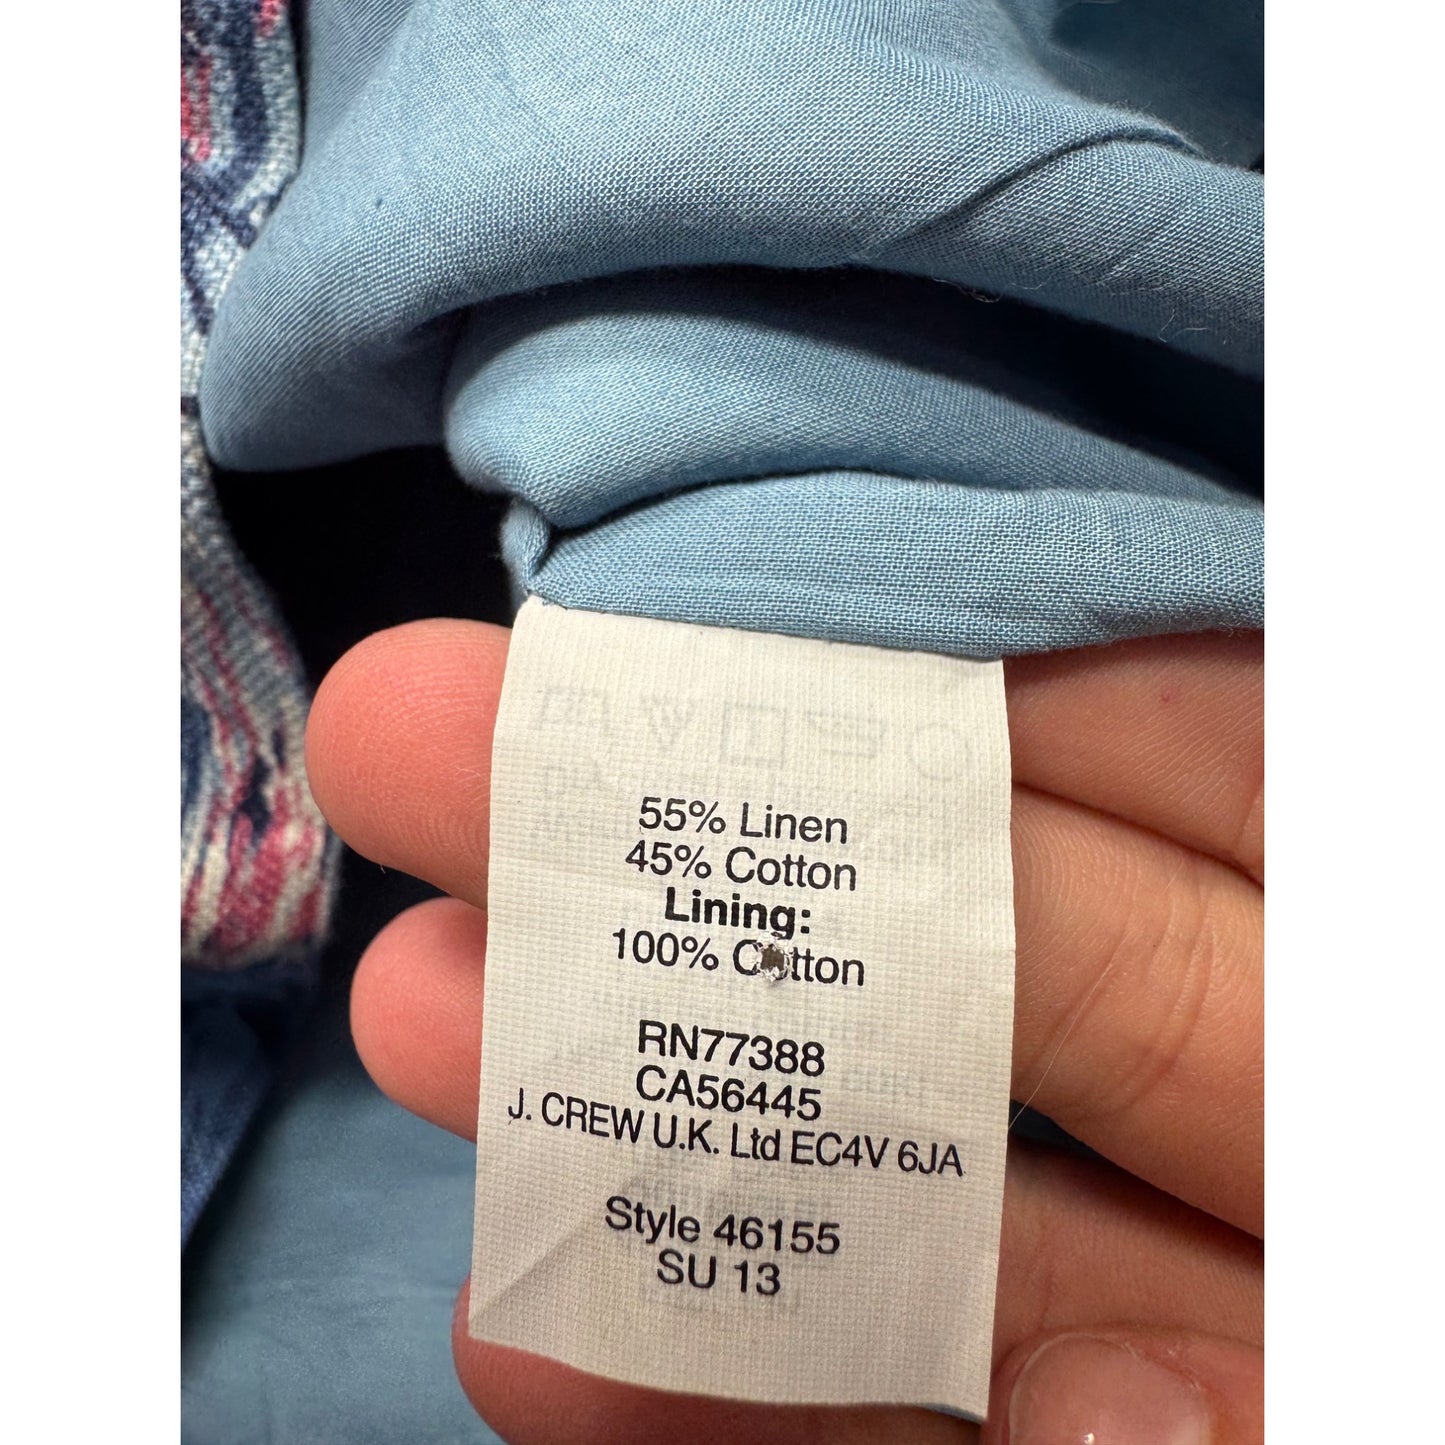 55% Linen
45% Cotton
Lining:
100% Cotton
RN77388
CA56445
J. CREW U.K. Ltd EC4V 6JA
Style 46155
SU 13